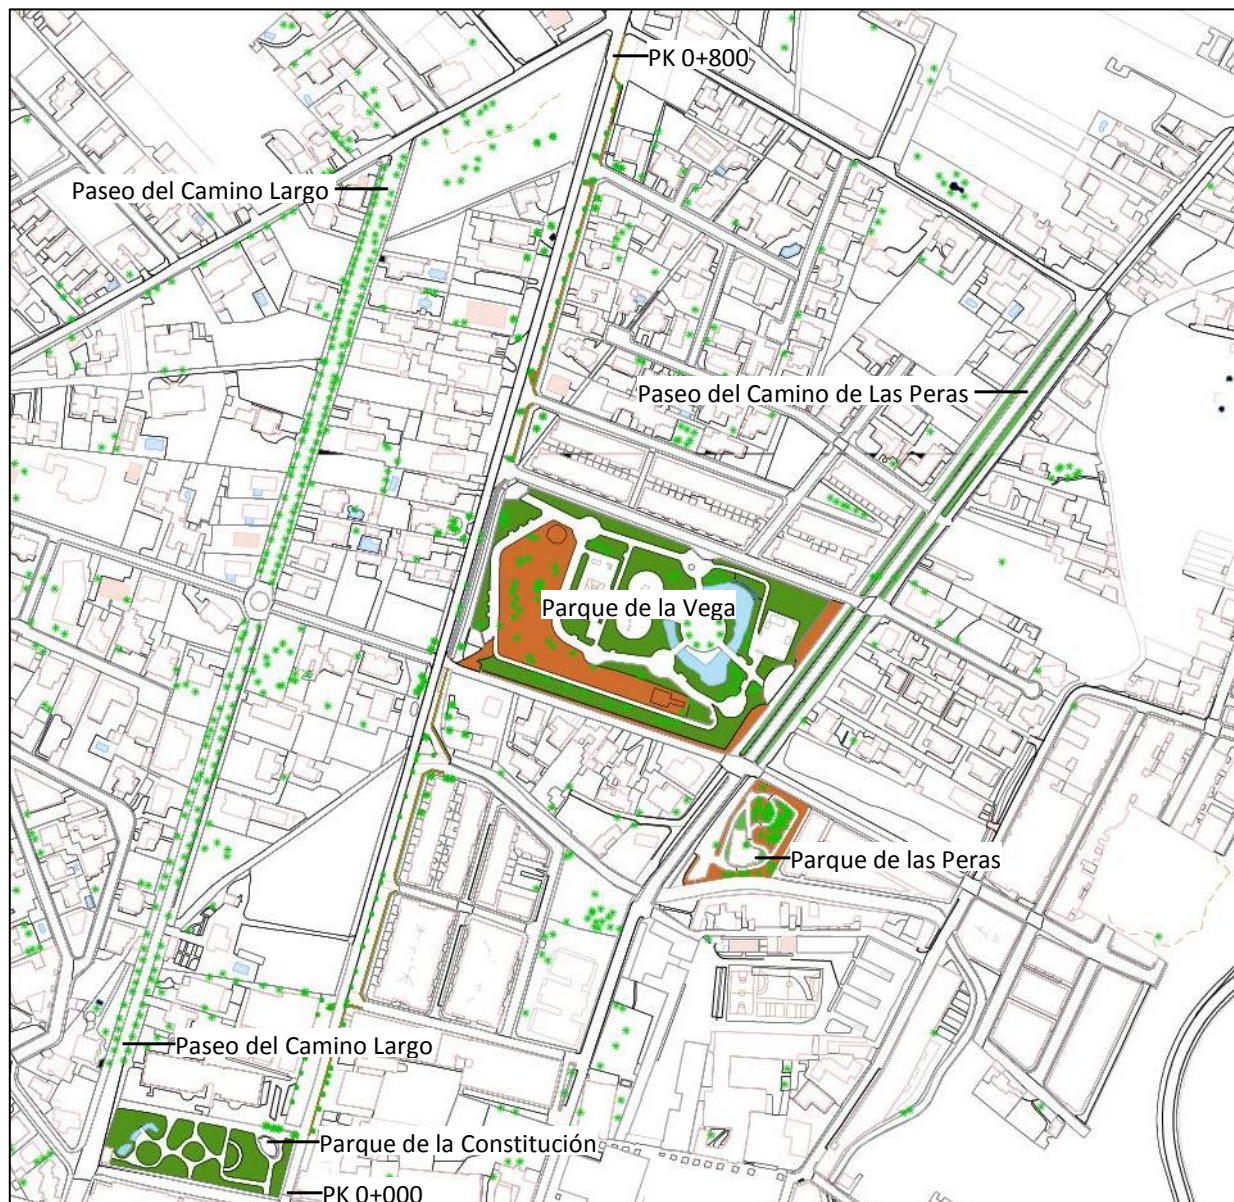 PK 0+800
Paseo del Camino Largo
Paseo del Camino de Las Peras
Parque de la Vega
Parque de las Peras
Paseo del Camino Largo
Parque de la Constitución
PK 0+000